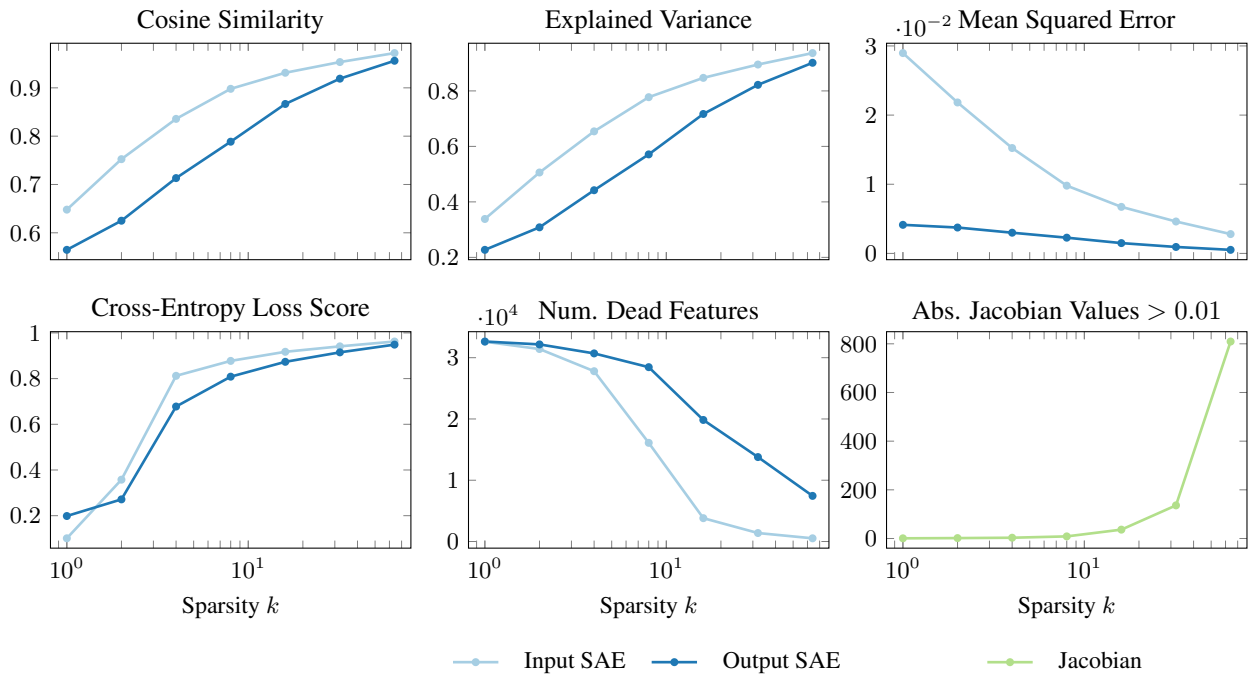 Cosine Similarity
0.9
0.8
0.7
0.6
Explained Variance
0.8
0.6
0.4
0.2
·10⁻² Mean Squared Error
3
2
1
0
Cross-Entropy Loss Score
1
0.8
0.6
0.4
0.2
10⁰ 10¹
Sparsity k
·10⁴ Num. Dead Features
3
2
1
0
10⁰ 10¹
Sparsity k
Abs. Jacobian Values > 0.01
800
600
400
200
0
10⁰ 10¹
Sparsity k
Input SAE Output SAE Jacobian